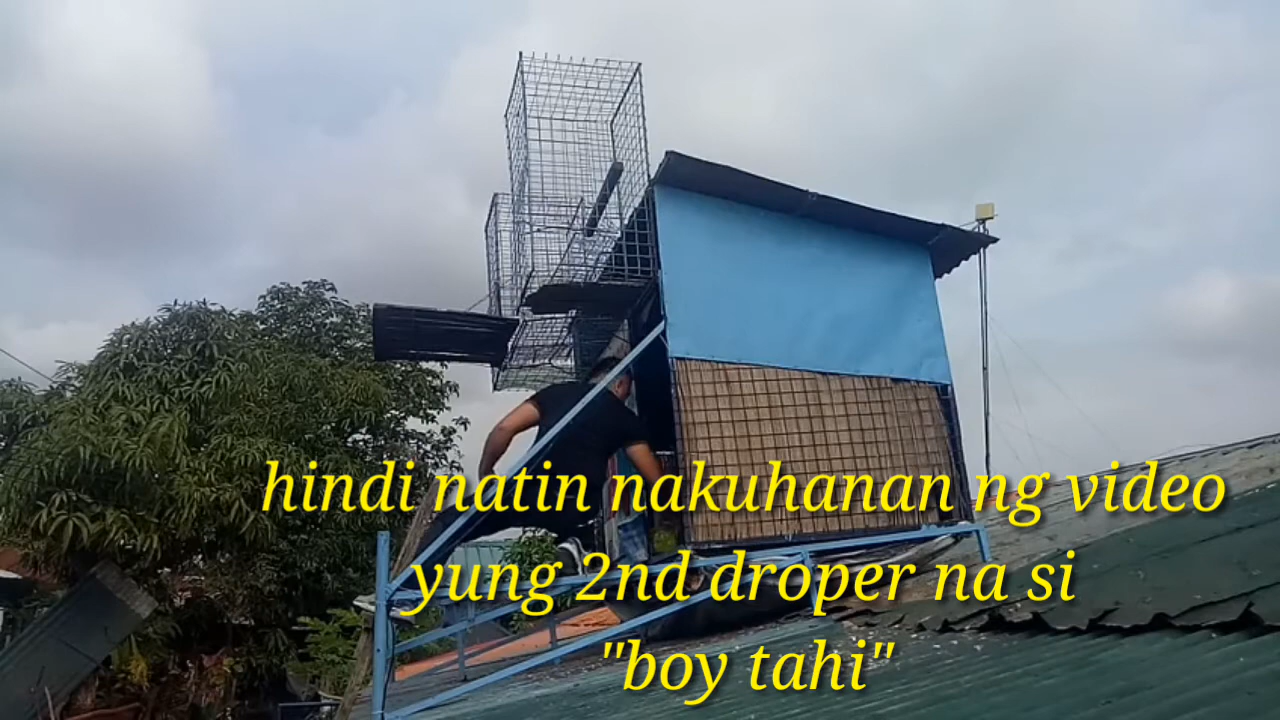 hindi natin nakuhanan ng video
yung 2nd droper na si
"boy tahi"